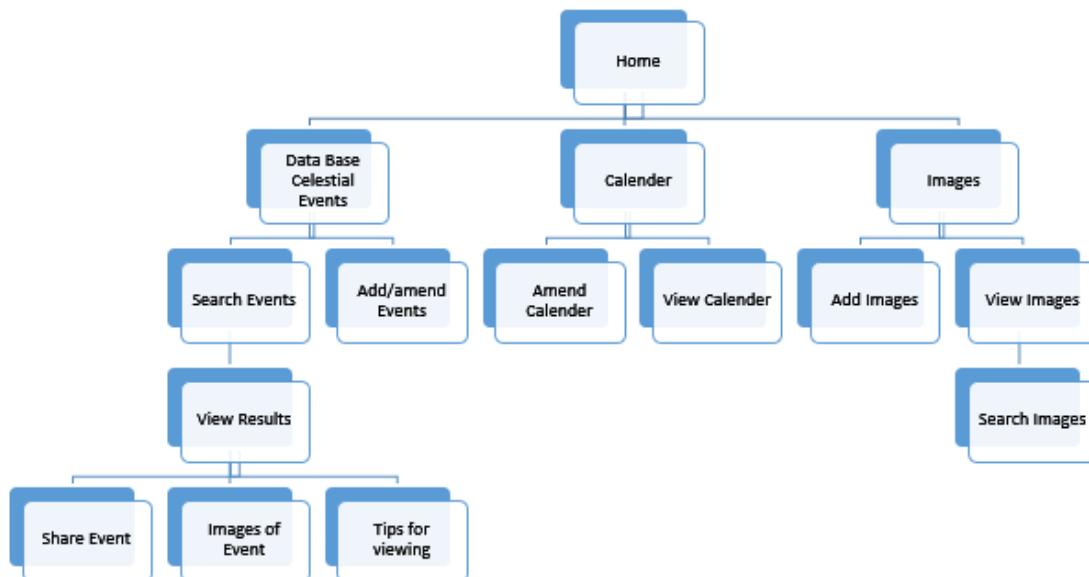 Home
Data Base
Celestial
Events
Calender
Images
Search Events
Add/amend
Events
Amend
Calender
View Calender
Add Images
View Images
View Results
Search Images
Share Event
Images of
Event
Tips for
viewing